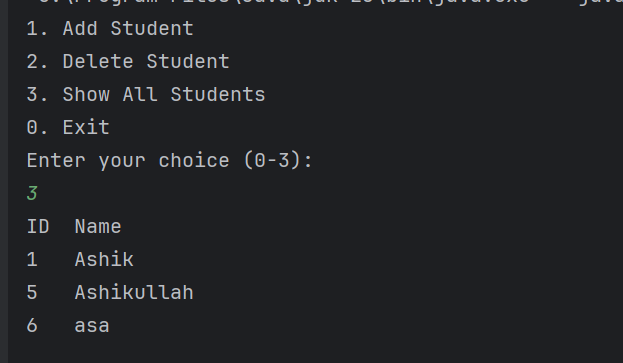 1. Add Student
2. Delete Student
3. Show All Students
0. Exit
Enter your choice (0-3):
3
ID  Name
1   Ashik
5   Ashikullah
6   asa